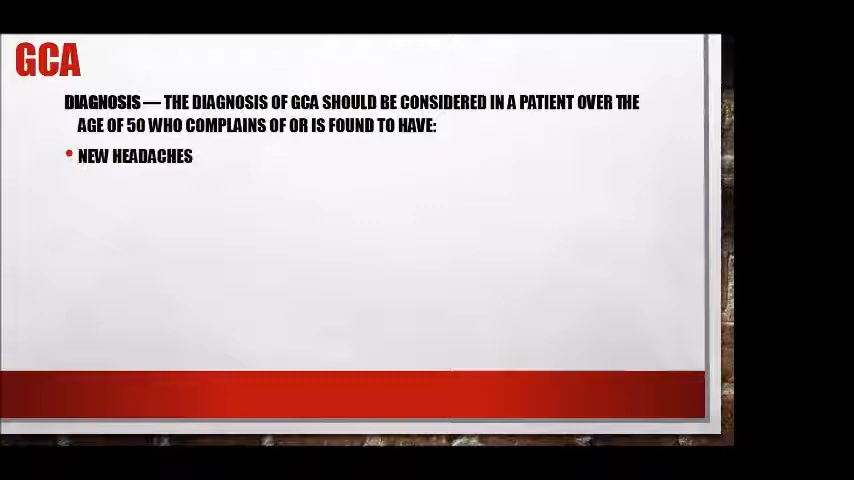 GCA
DIAGNOSIS — THE DIAGNOSIS OF GCA SHOULD BE CONSIDERED IN A PATIENT OVER THE
AGE OF 50 WHO COMPLAINS OF OR IS FOUND TO HAVE:
• NEW HEADACHES